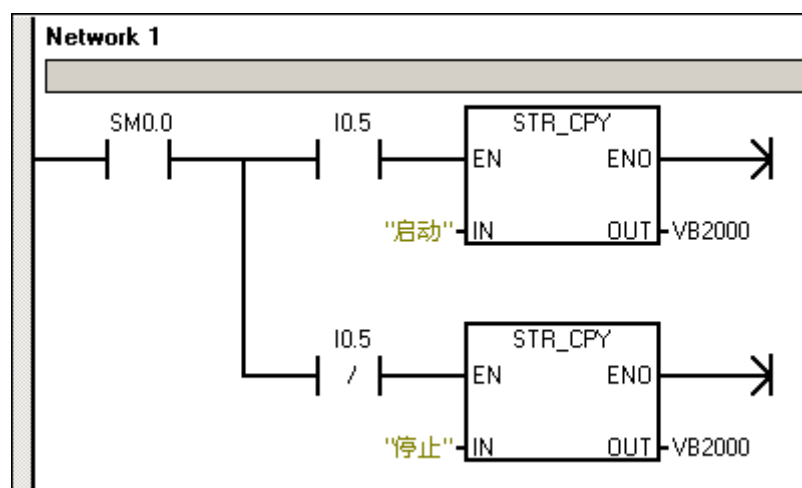 Network 1
SM0.0 I0.5 STR_CPY
EN ENO
"启动" IN OUT VB2000
I0.5 STR_CPY
/ EN ENO
"停止" IN OUT VB2000